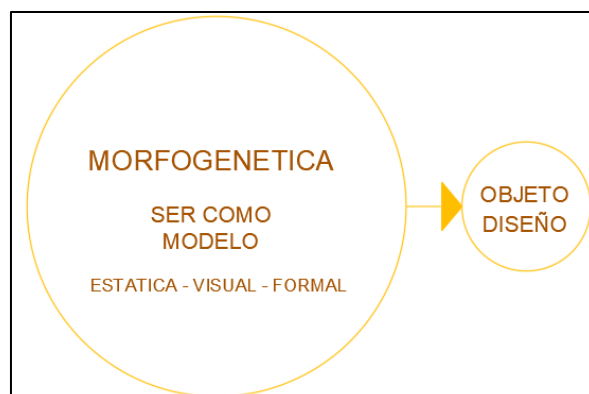 MORFOGENETICA
SER COMO
MODELO
ESTATICA - VISUAL - FORMAL
OBJETO
DISEÑO